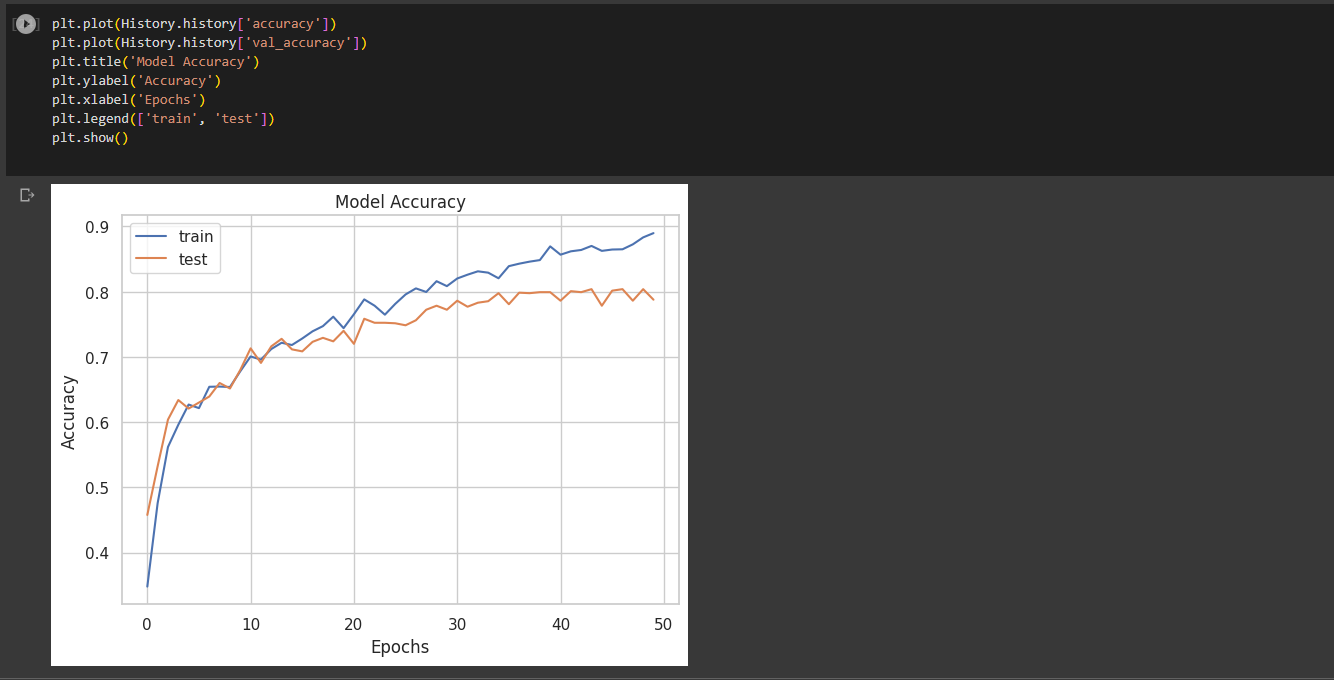 plt.plot(History.history['accuracy'])
plt.plot(History.history['val_accuracy'])
plt.title('Model Accuracy')
plt.ylabel('Accuracy')
plt.xlabel('Epochs')
plt.legend(['train', 'test'])
plt.show()
Model Accuracy
train
test
0.9
0.8
0.7
0.6
0.5
0.4
Accuracy
0 10 20 30 40 50
Epochs